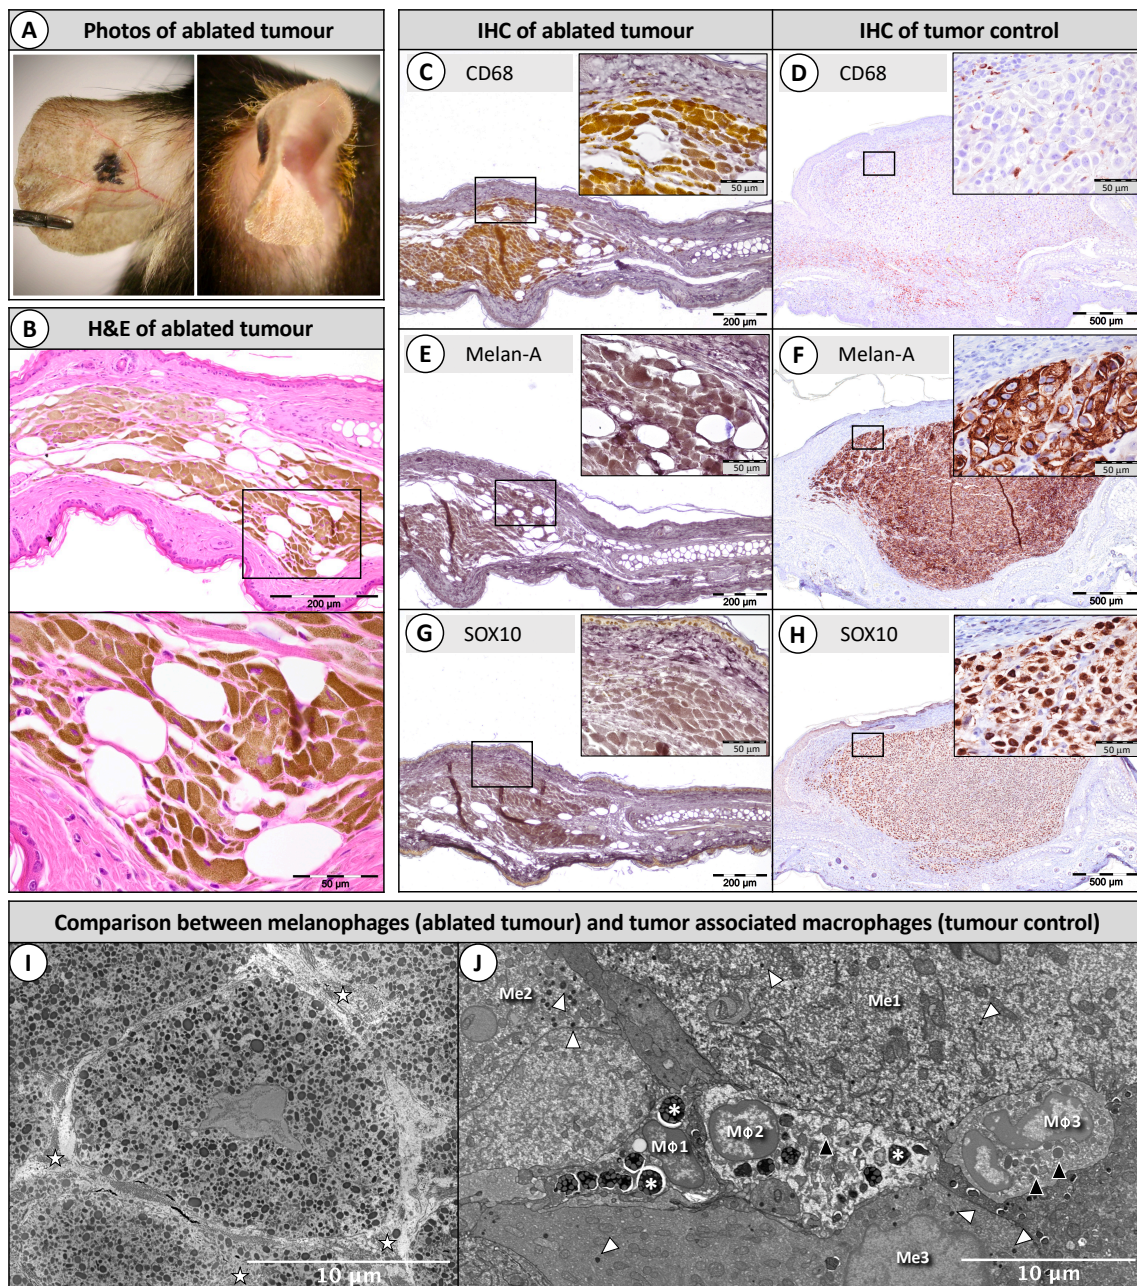 A Photos of ablated tumour
B H&E of ablated tumour
200 µm
50 µm
IHC of ablated tumour
IHC of tumor control
C CD68
50 µm
200 µm
D CD68
50 µm
500 µm
E Melan-A
50 µm
200 µm
F Melan-A
50 µm
500 µm
G SOX10
50 µm
200 µm
H SOX10
50 µm
500 µm
Comparison between melanophages (ablated tumour) and tumor associated macrophages (tumour control)
I
10 µm
J
Me2
Me1
*
MΦ1
MΦ2
MΦ3
*
*
Me3
10 µm